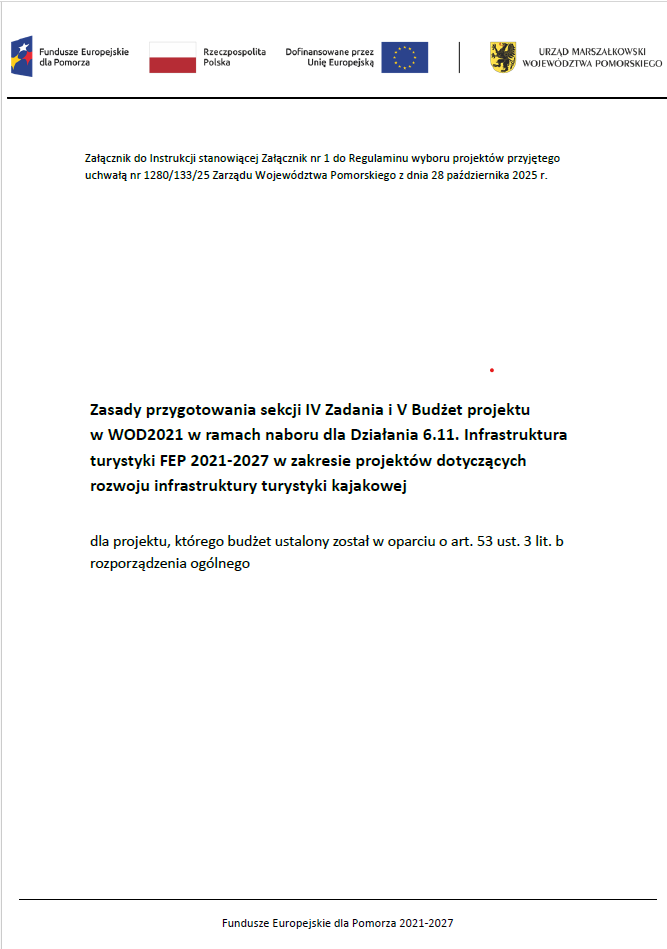 Fundusze Europejskie
dla Pomorza
Rzeczpospolita
Polska
Dofinansowane przez
Unię Europejską
URZĄD MARSZAŁKOWSKI
WOJEWÓDZTWA POMORSKIEGO
Załącznik do Instrukcji stanowiącej Załącznik nr 1 do Regulaminu wyboru projektów przyjętego
uchwałą nr 1280/133/25 Zarządu Województwa Pomorskiego z dnia 28 października 2025 r.
Zasady przygotowania sekcji IV Zadania i V Budżet projektu
w WOD2021 w ramach naboru dla Działania 6.11. Infrastruktura
turystyki FEP 2021-2027 w zakresie projektów dotyczących
rozwoju infrastruktury turystyki kajakowej
dla projektu, którego budżet ustalony został w oparciu o art. 53 ust. 3 lit. b
rozporządzenia ogólnego
Fundusze Europejskie dla Pomorza 2021-2027